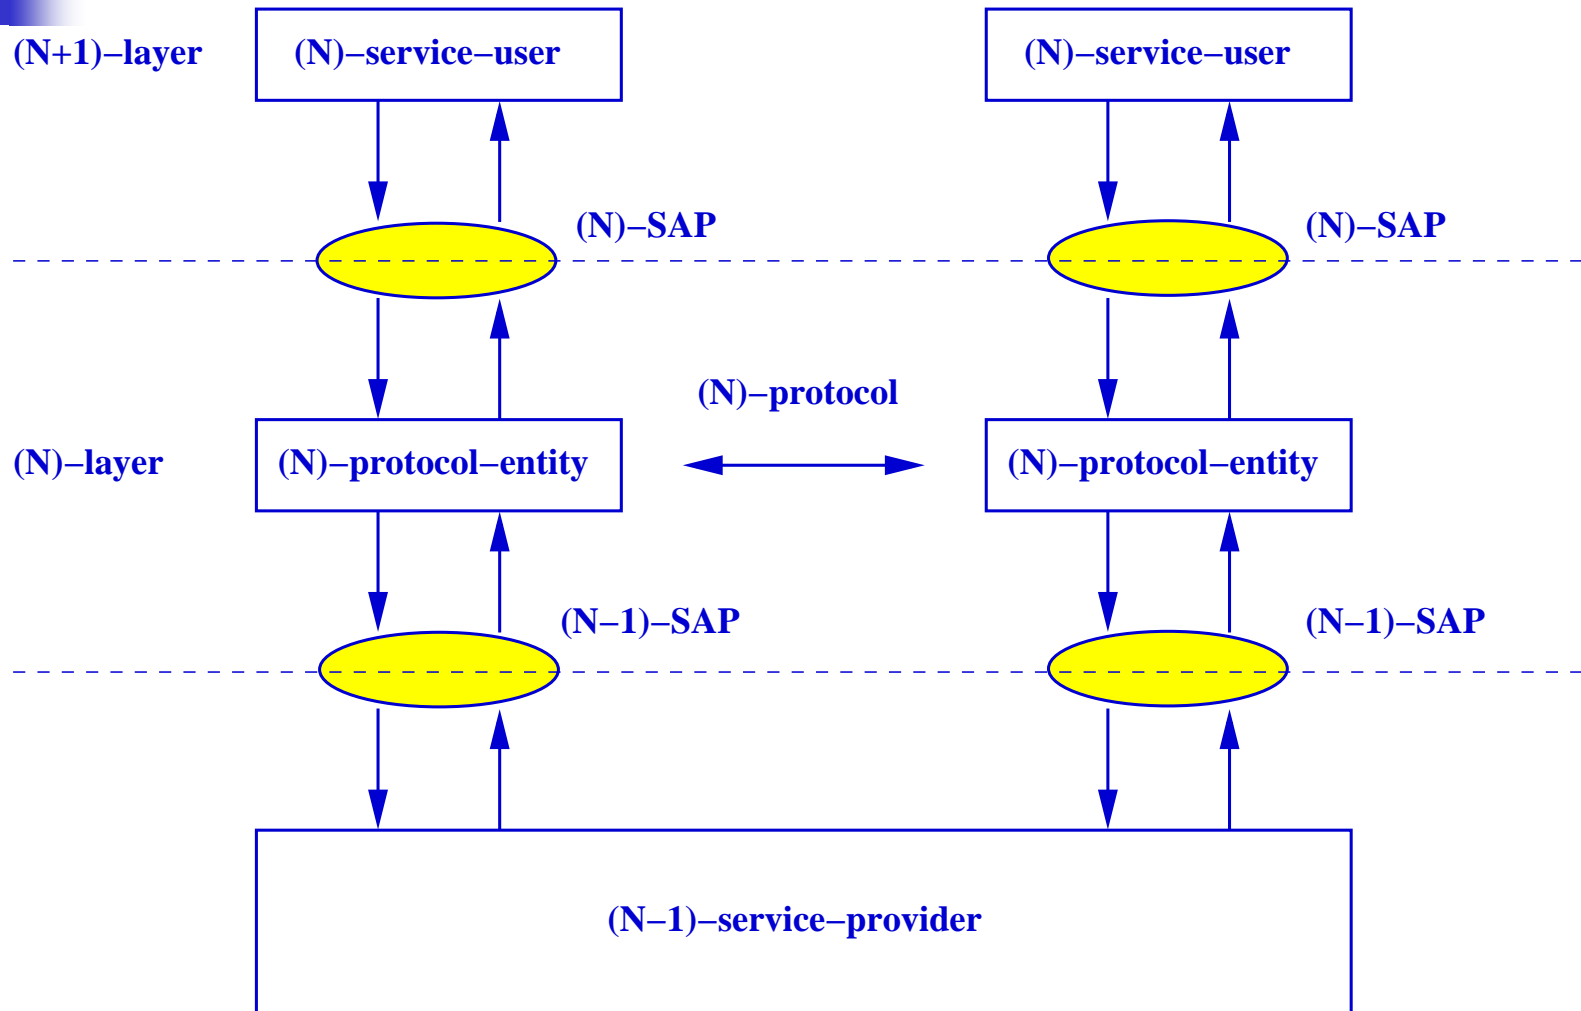 (N+1)−layer (N)−service−user (N)−service−user
(N)−SAP (N)−SAP
(N)−protocol
(N)−layer (N)−protocol−entity (N)−protocol−entity
(N−1)−SAP (N−1)−SAP
(N−1)−service−provider